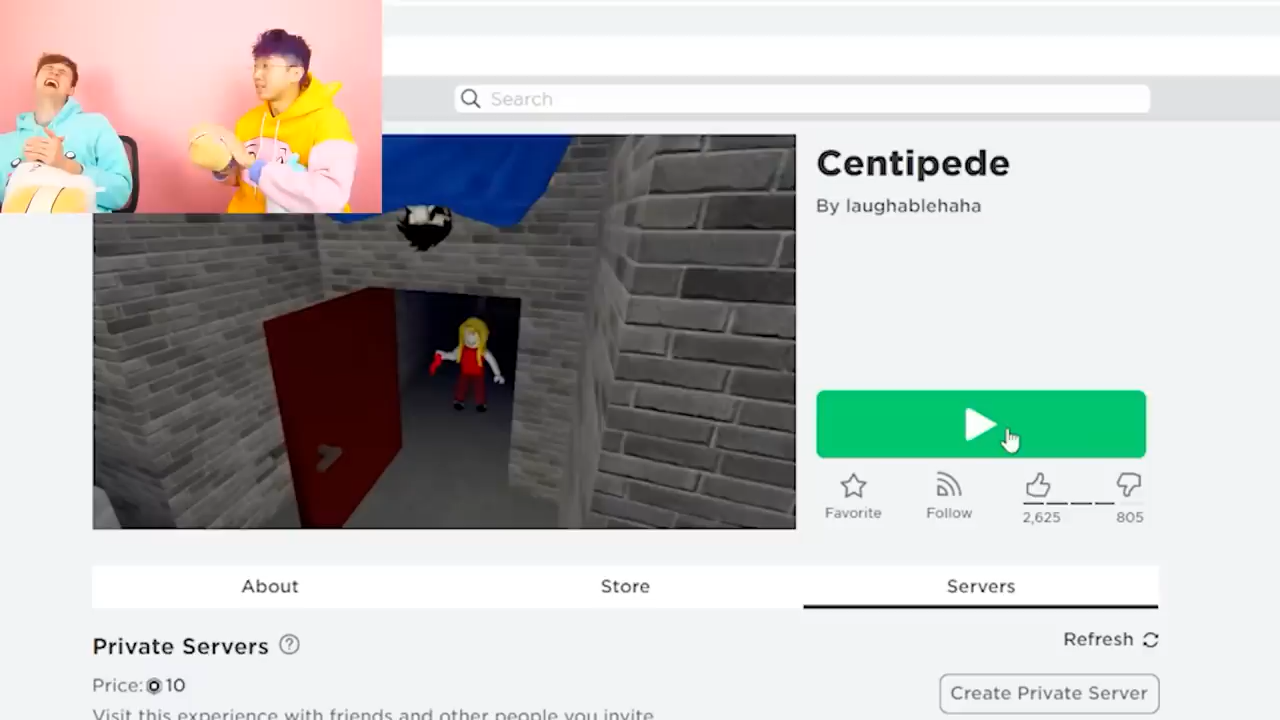 Search
Centipede
By laughablehaha
Favorite
Follow
2,625
805
About
Store
Servers
Private Servers
Refresh
Price: 10
Create Private Server
Visit this experience with friends and other people you invite